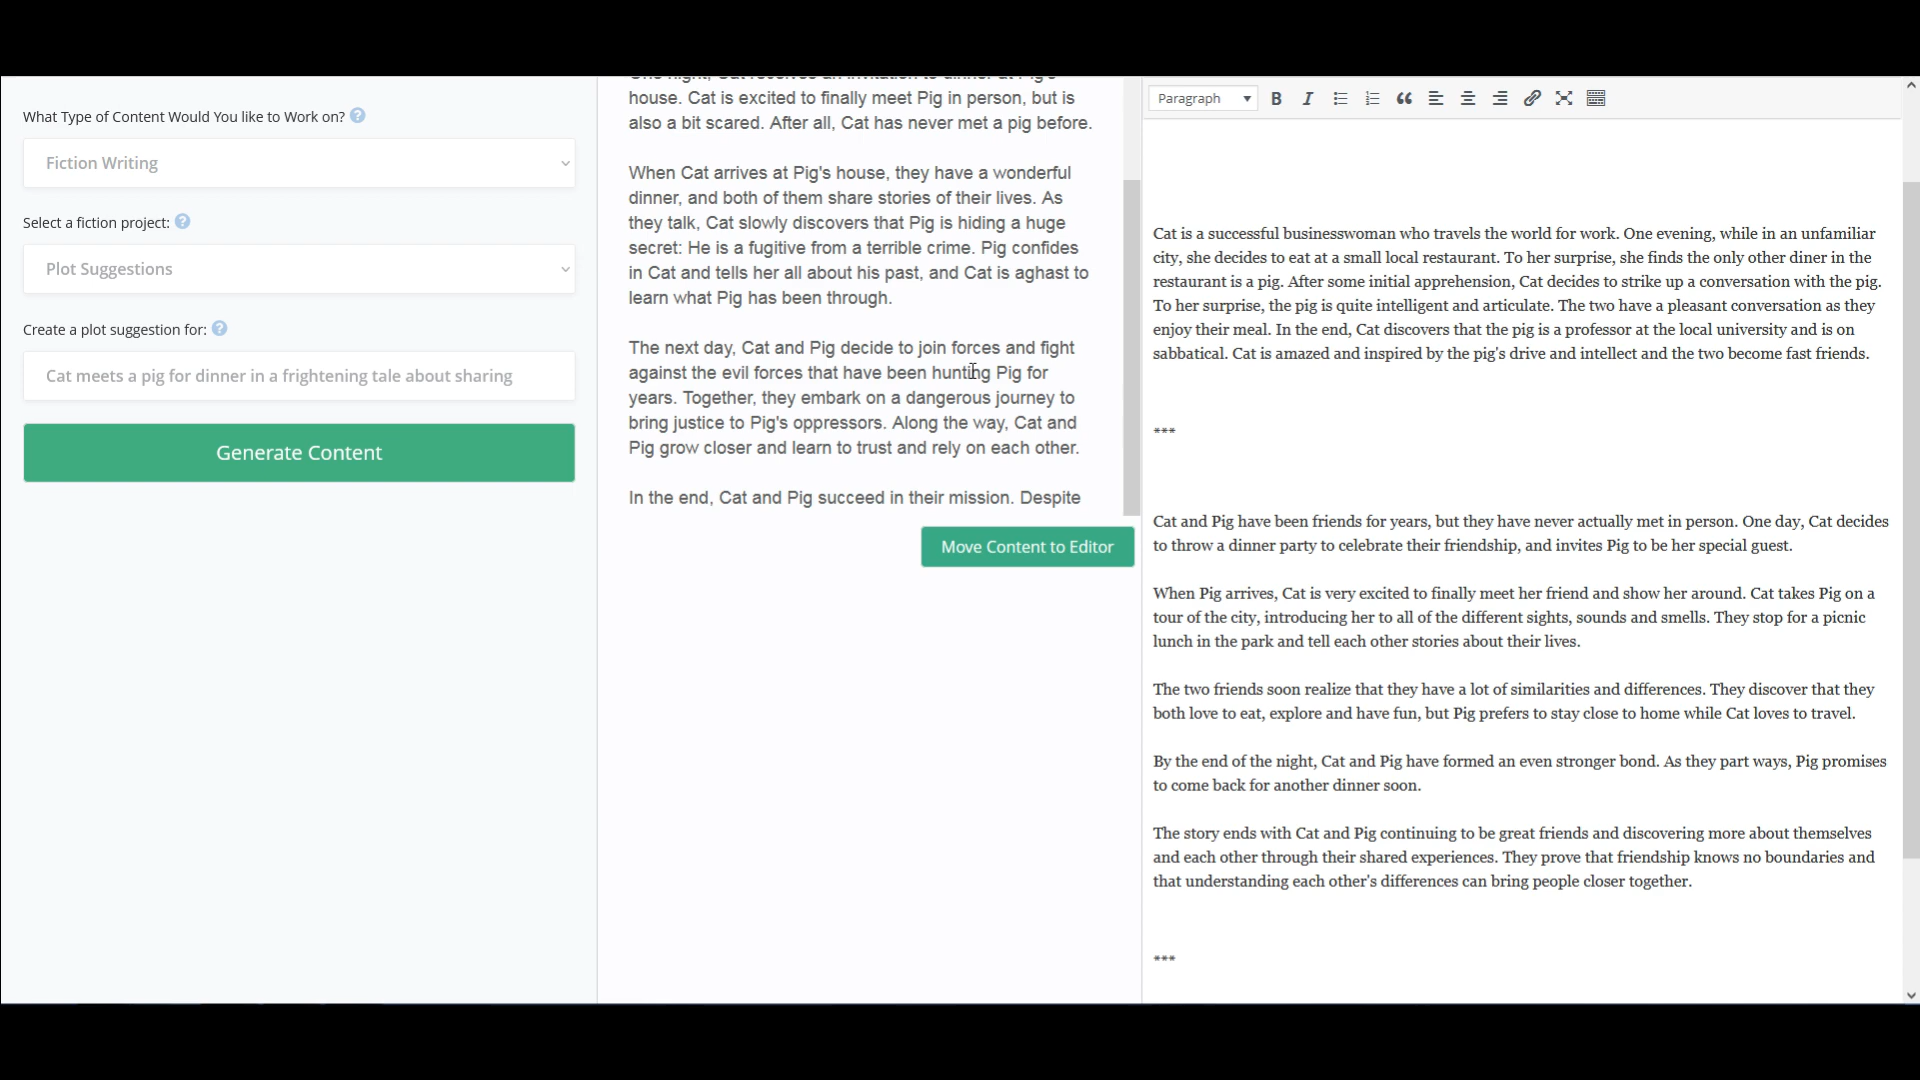 What Type of Content Would You like to Work on? ?
Fiction Writing
Select a fiction project: ?
Plot Suggestions
Create a plot suggestion for: ?
Cat meets a pig for dinner in a frightening tale about sharing
Generate Content
One night, Cat receives an invitation to dinner at Pig's
house. Cat is excited to finally meet Pig in person, but is
also a bit scared. After all, Cat has never met a pig before.
When Cat arrives at Pig's house, they have a wonderful
dinner, and both of them share stories of their lives. As
they talk, Cat slowly discovers that Pig is hiding a huge
secret: He is a fugitive from a terrible crime. Pig confides
in Cat and tells her all about his past, and Cat is aghast to
learn what Pig has been through.
The next day, Cat and Pig decide to join forces and fight
against the evil forces that have been hunting Pig for
years. Together, they embark on a dangerous journey to
bring justice to Pig's oppressors. Along the way, Cat and
Pig grow closer and learn to trust and rely on each other.
In the end, Cat and Pig succeed in their mission. Despite
Move Content to Editor
Paragraph
B I
Cat is a successful businesswoman who travels the world for work. One evening, while in an unfamiliar
city, she decides to eat at a small local restaurant. To her surprise, she finds the only other diner in the
restaurant is a pig. After some initial apprehension, Cat decides to strike up a conversation with the pig.
To her surprise, the pig is quite intelligent and articulate. The two have a pleasant conversation as they
enjoy their meal. In the end, Cat discovers that the pig is a professor at the local university and is on
sabbatical. Cat is amazed and inspired by the pig's drive and intellect and the two become fast friends.
***
Cat and Pig have been friends for years, but they have never actually met in person. One day, Cat decides
to throw a dinner party to celebrate their friendship, and invites Pig to be her special guest.
When Pig arrives, Cat is very excited to finally meet her friend and show her around. Cat takes Pig on a
tour of the city, introducing her to all of the different sights, sounds and smells. They stop for a picnic
lunch in the park and tell each other stories about their lives.
The two friends soon realize that they have a lot of similarities and differences. They discover that they
both love to eat, explore and have fun, but Pig prefers to stay close to home while Cat loves to travel.
By the end of the night, Cat and Pig have formed an even stronger bond. As they part ways, Pig promises
to come back for another dinner soon.
The story ends with Cat and Pig continuing to be great friends and discovering more about themselves
and each other through their shared experiences. They prove that friendship knows no boundaries and
that understanding each other's differences can bring people closer together.
***